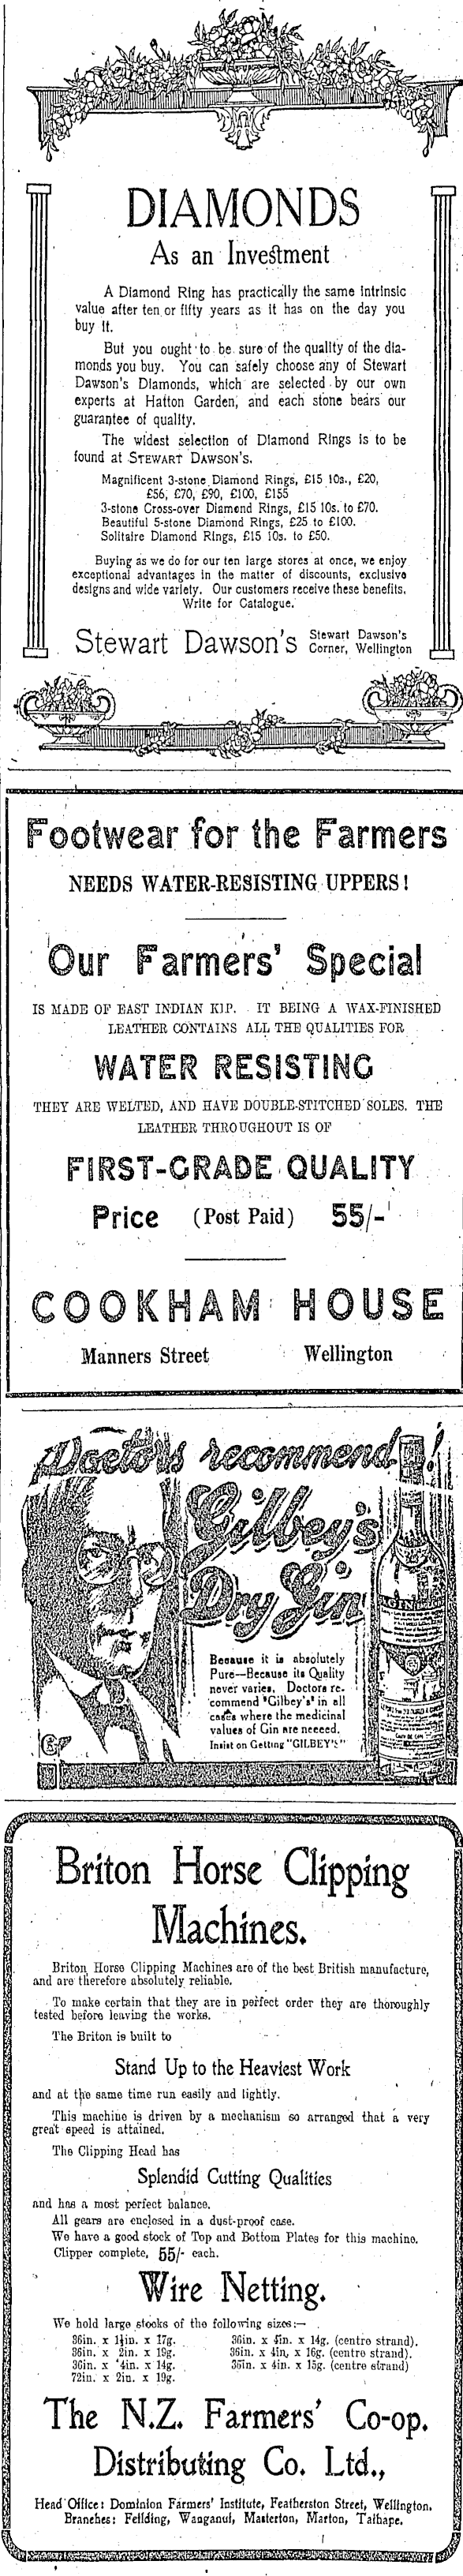 DIAMONDS
As an Investment
A Diamond Ring has practically the same intrinsic
value after ten or fifty years as it has on the day you
buy it.
But you ought to be sure of the quality of the dia-
monds you buy. You can safely choose any of Stewart
Dawson's Diamonds, which are selected by our own
experts at Hatton Garden, and each stone bears our
guarantee of quality.
The widest selection of Diamond Rings is to be
found at STEWART DAWSON'S.
Magnificent 3-stone Diamond Rings, £15 10s., £20,
£56, £70, £90, £100, £155
3-stone Cross-over Diamond Rings, £15 10s. to £70.
Beautiful 5-stone Diamond Rings, £25 to £100.
Solitaire Diamond Rings, £15 10s. to £50.
Buying as we do for our ten large stores at once, we enjoy
exceptional advantages in the matter of discounts, exclusive
designs and wide variety. Our customers receive these benefits.
Write for Catalogue.
Stewart Dawson's Stewart Dawson's
Corner, Wellington
Footwear for the Farmers
NEEDS WATER-RESISTING UPPERS!
Our Farmers' Special
IS MADE OF EAST INDIAN KIP. IT BEING A WAX-FINISHED
LEATHER CONTAINS ALL THE QUALITIES FOR
WATER RESISTING
THEY ARE WELTED, AND HAVE DOUBLE-STITCHED SOLES. THE
LEATHER THROUGHOUT IS OF
FIRST-GRADE QUALITY
Price (Post Paid) 55/-
COOKHAM HOUSE
Manners Street Wellington
Doctors recommend!
Gilbey's
Dry Gin
Because it is absolutely
Pure—Because its Quality
never varies. Doctors re-
commend "Gilbey's" in all
cases where the medicinal
values of Gin are neeeed.
Insist on Getting "GILBEY'S"
Briton Horse Clipping
Machines.
Briton Horse Clipping Machines are of the best British manufacture,
and are therefore absolutely reliable.
To make certain that they are in perfect order they are thoroughly
tested before leaving the works.
The Briton is built to
Stand Up to the Heaviest Work
and at the same time run easily and lightly.
This machine is driven by a mechanism so arranged that a very
great speed is attained.
The Clipping Head has
Splendid Cutting Qualities
and has a most perfect balance.
All gears are enclosed in a dust-proof case.
We have a good stock of Top and Bottom Plates for this machine.
Clipper complete, 55/- each.
Wire Netting.
We hold large stocks of the following sizes:—
36in. x 1½in. x 17g. 36in. x 4in. x 14g. (centre strand).
36in. x 2in. x 19g. 36in. x 4in. x 16g. (centre strand).
36in. x 4in. x 14g. 36in. x 4in. x 15g. (centre strand)
72in. x 2in. x 19g.
The N.Z. Farmers' Co-op.
Distributing Co. Ltd.,
Head Office: Dominion Farmers' Institute, Featherston Street, Wellington.
Branches: Feilding, Wanganui, Masterton, Marton, Taihape.